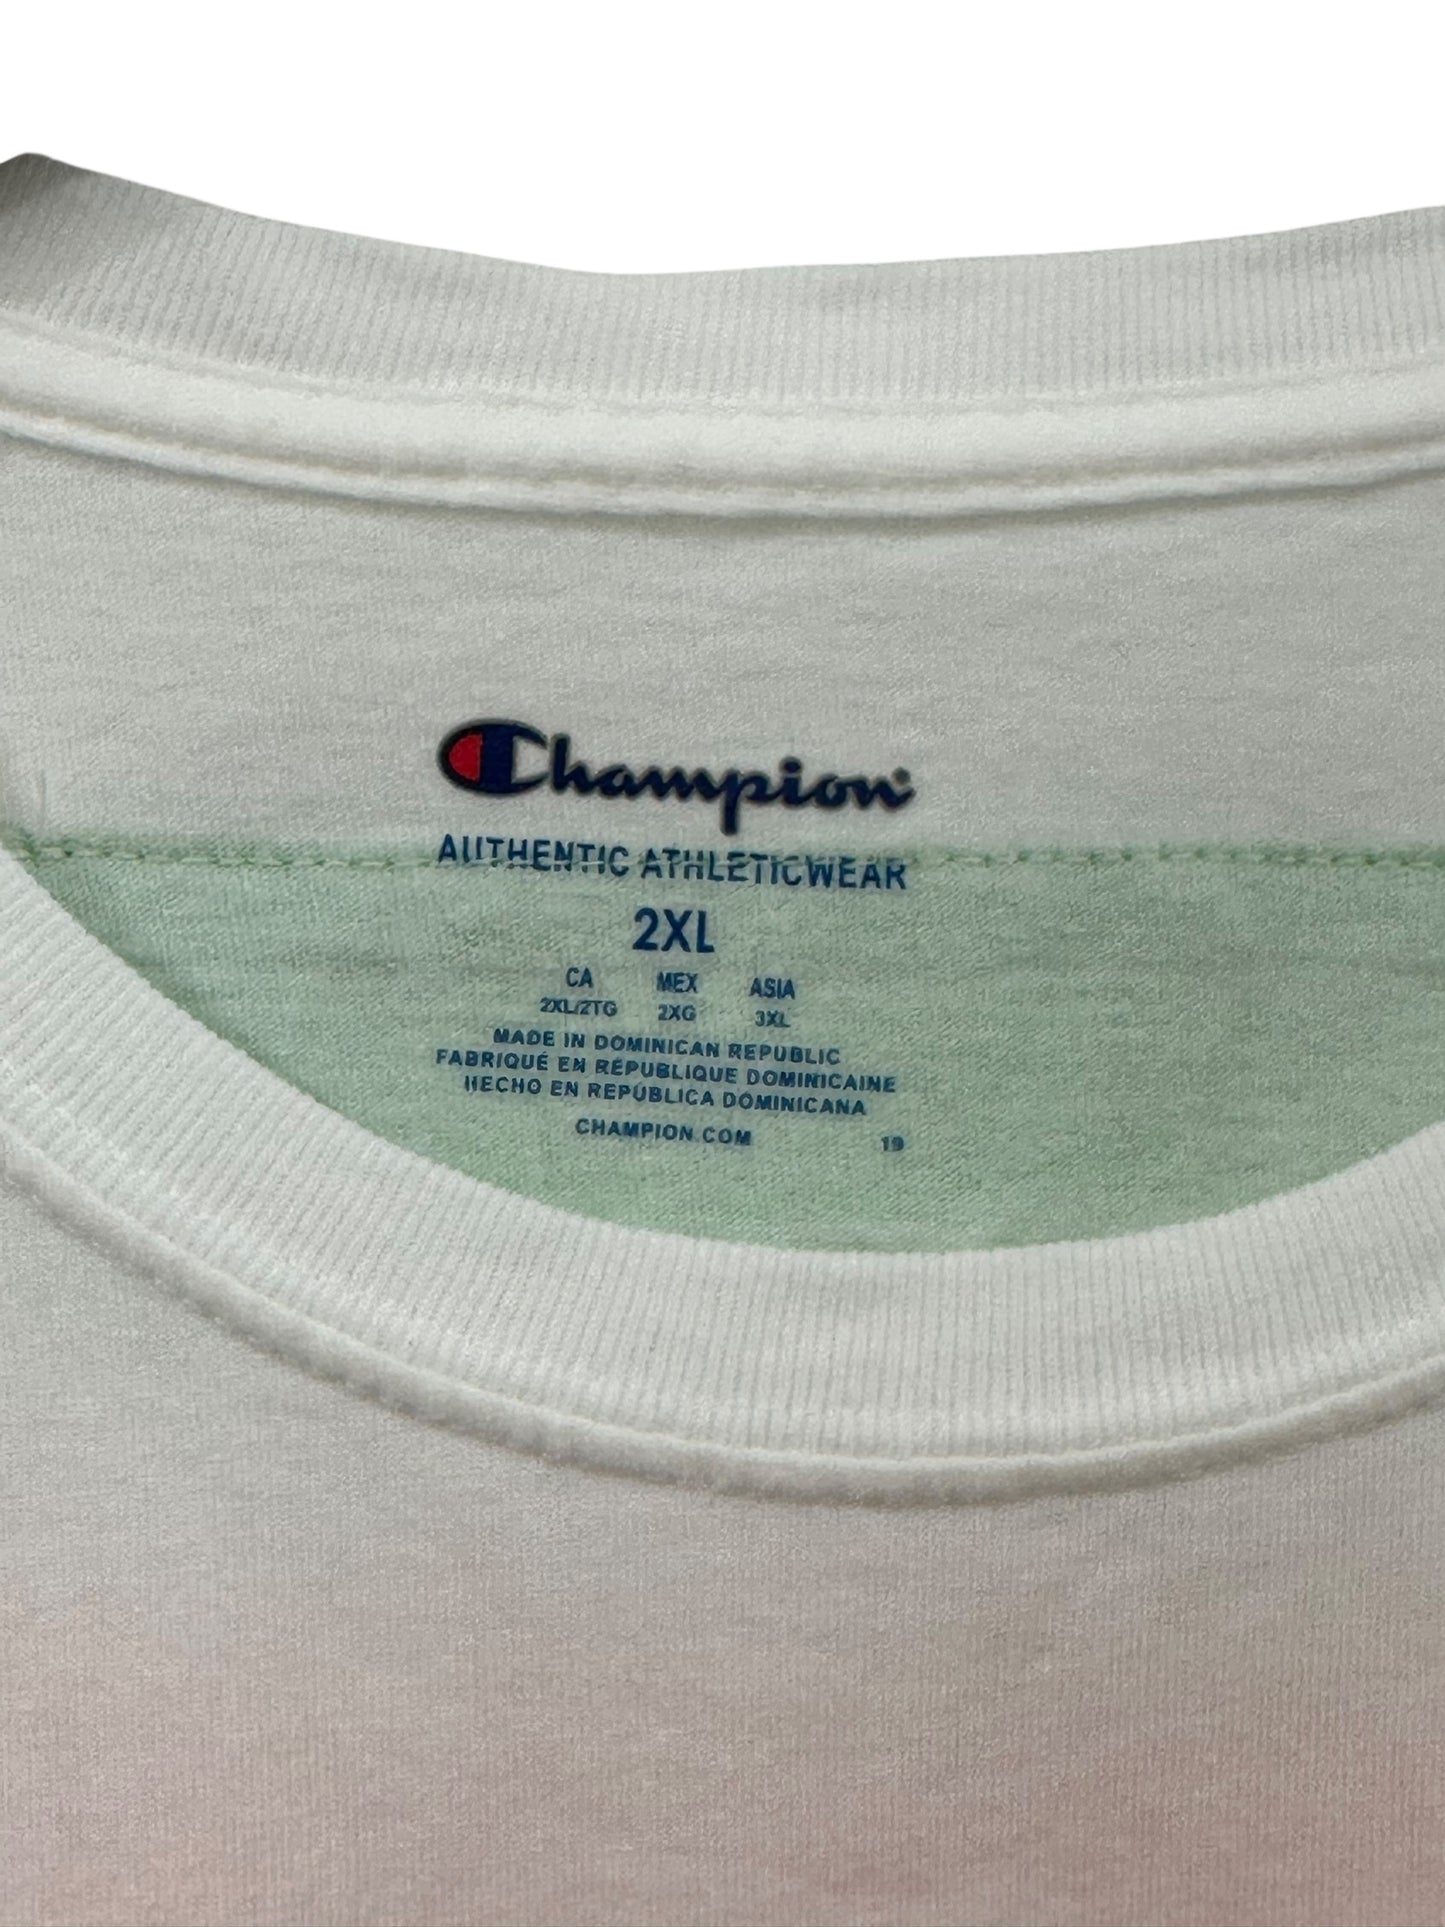 Champion®
AUTHENTIC ATHLETICWEAR
2XL
CA MEX ASIA
2XL/2TG 2XG 3XL
MADE IN DOMINICAN REPUBLIC
FABRIQUÉ EN RÉPUBLIQUE DOMINICAINE
HECHO EN REPÚBLICA DOMINICANA
CHAMPION.COM 19